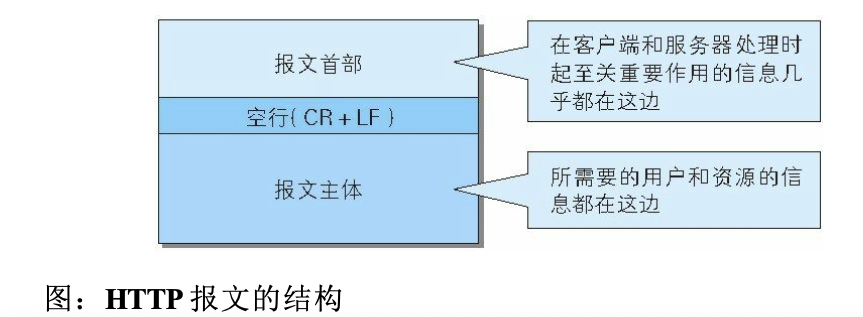 报文首部
在客户端和服务器处理时
起至关重要作用的信息几
乎都在这边
空行(CR+LF)
报文主体
所需要的用户和资源的信
息都在这边
图：HTTP 报文的结构